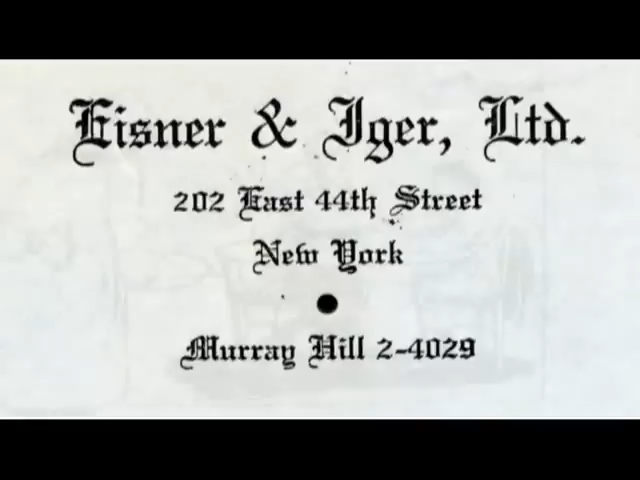 Eisner & Iger, Ltd.
202 East 44th Street
New York
Murray Hill 2-4029